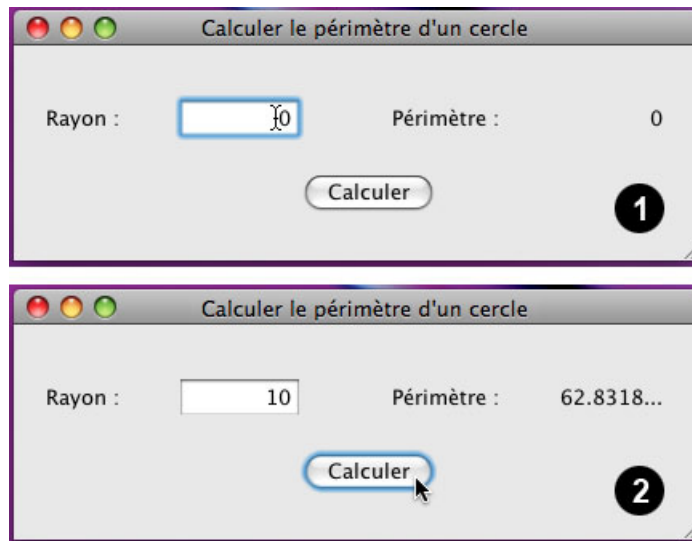 Calculer le périmètre d'un cercle
Rayon : 0 Périmètre : 0
Calculer
1
Calculer le périmètre d'un cercle
Rayon : 10 Périmètre : 62.8318...
Calculer
2